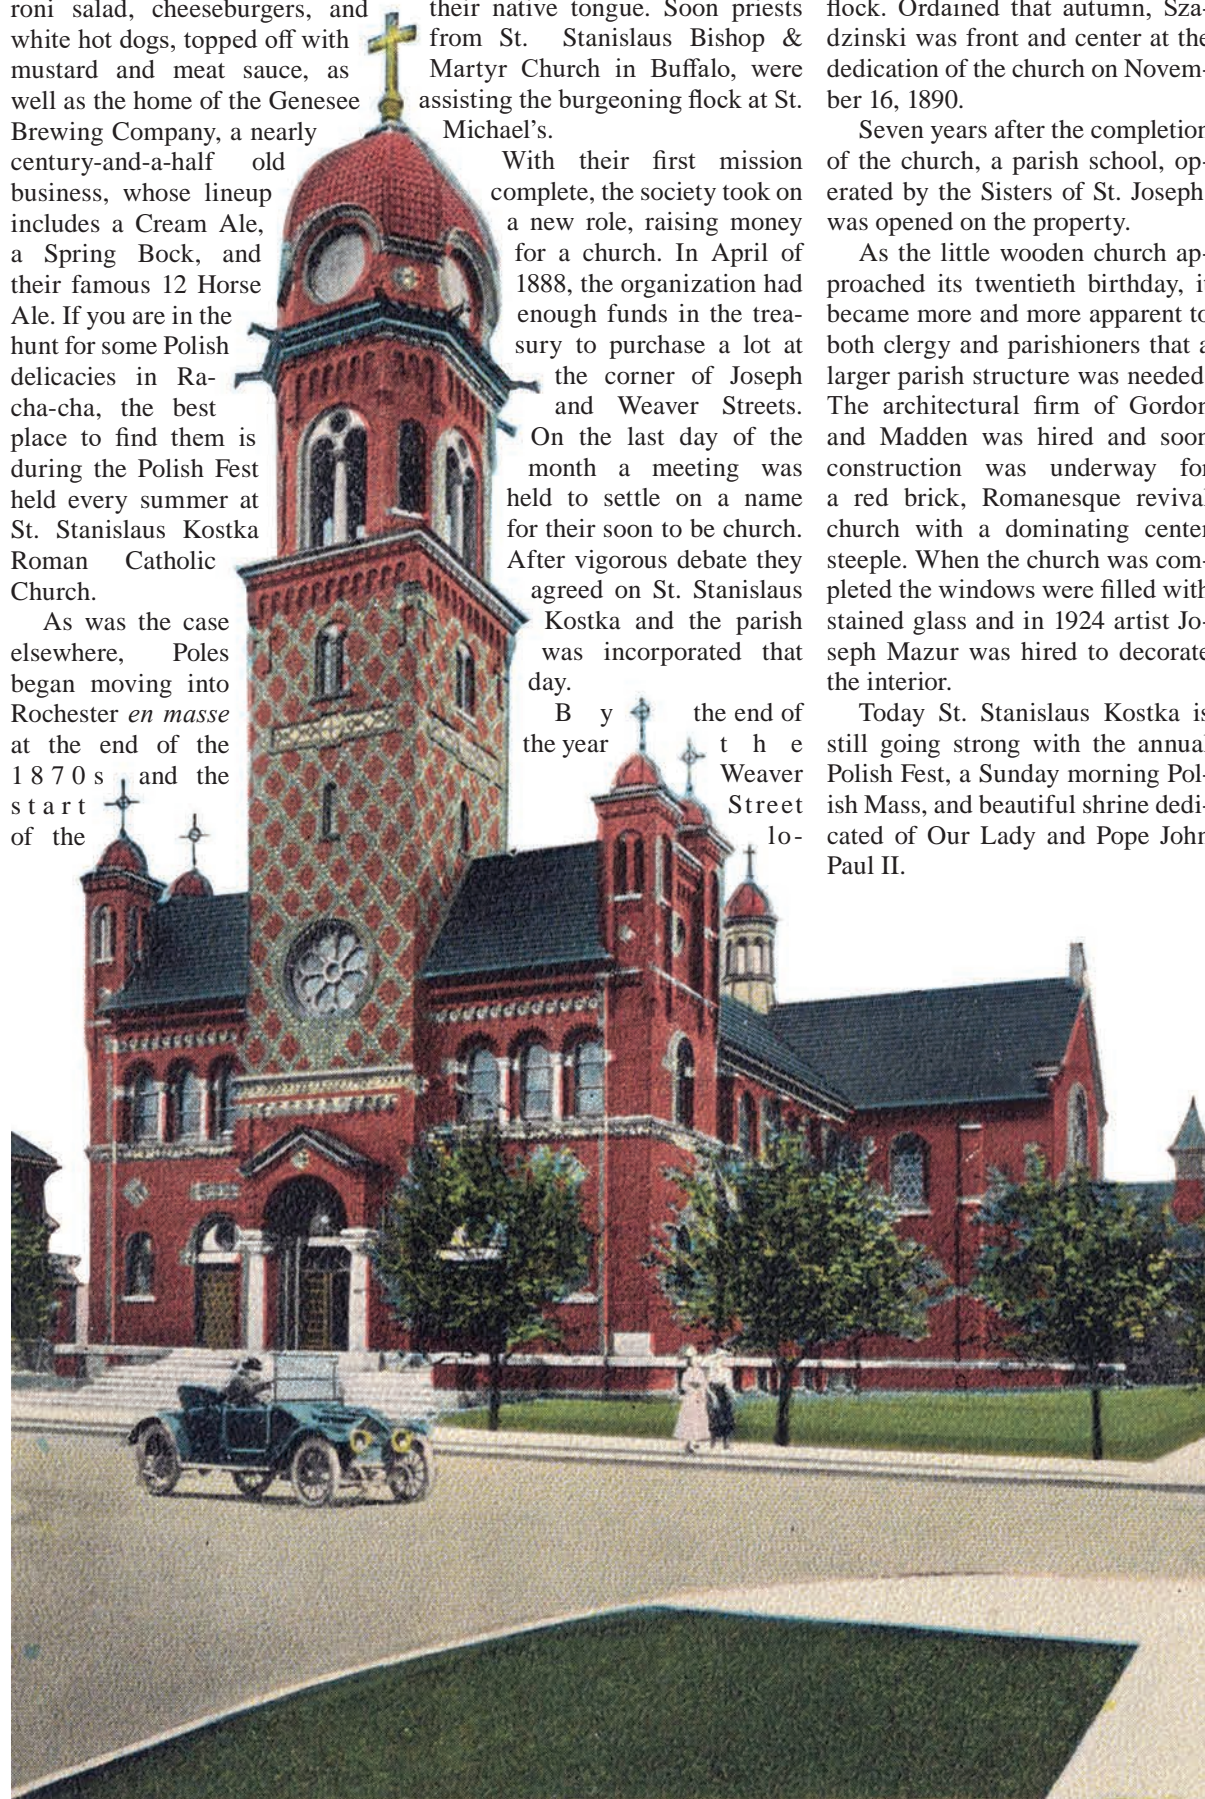 roni salad, cheeseburgers, and
white hot dogs, topped off with
mustard and meat sauce, as
well as the home of the Genesee
Brewing Company, a nearly
century-and-a-half old
business, whose lineup
includes a Cream Ale,
a Spring Bock, and
their famous 12 Horse
Ale. If you are in the
hunt for some Polish
delicacies in Ra-
cha-cha, the best
place to find them is
during the Polish Fest
held every summer at
St. Stanislaus Kostka
Roman Catholic
Church.
As was the case
elsewhere, Poles
began moving into
Rochester en masse
at the end of the
1870s and the
start
of the
their native tongue. Soon priests
from St. Stanislaus Bishop &
Martyr Church in Buffalo, were
assisting the burgeoning flock at St.
Michael's.
With their first mission
complete, the society took on
a new role, raising money
for a church. In April of
1888, the organization had
enough funds in the trea-
sury to purchase a lot at
the corner of Joseph
and Weaver Streets.
On the last day of the
month a meeting was
held to settle on a name
for their soon to be church.
After vigorous debate they
agreed on St. Stanislaus
Kostka and the parish
was incorporated that
day.
By the end of
the year the
Weaver
Street
lo-
flock. Ordained that autumn, Sza-
dzinski was front and center at the
dedication of the church on Novem-
ber 16, 1890.
Seven years after the completion
of the church, a parish school, op-
erated by the Sisters of St. Joseph
was opened on the property.
As the little wooden church ap-
proached its twentieth birthday, it
became more and more apparent to
both clergy and parishioners that a
larger parish structure was needed.
The architectural firm of Gordon
and Madden was hired and soon
construction was underway for
a red brick, Romanesque revival
church with a dominating center
steeple. When the church was com-
pleted the windows were filled with
stained glass and in 1924 artist Jo-
seph Mazur was hired to decorate
the interior.
Today St. Stanislaus Kostka is
still going strong with the annual
Polish Fest, a Sunday morning Pol-
ish Mass, and beautiful shrine dedi-
cated of Our Lady and Pope John
Paul II.